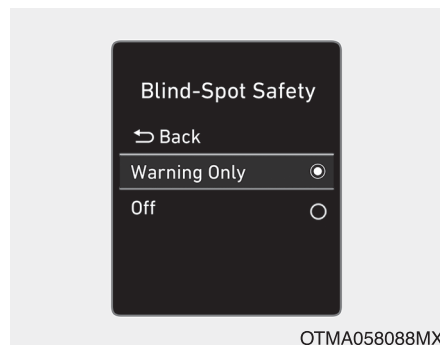 Blind-Spot Safety
Back
Warning Only
Off
OTMA058088MX